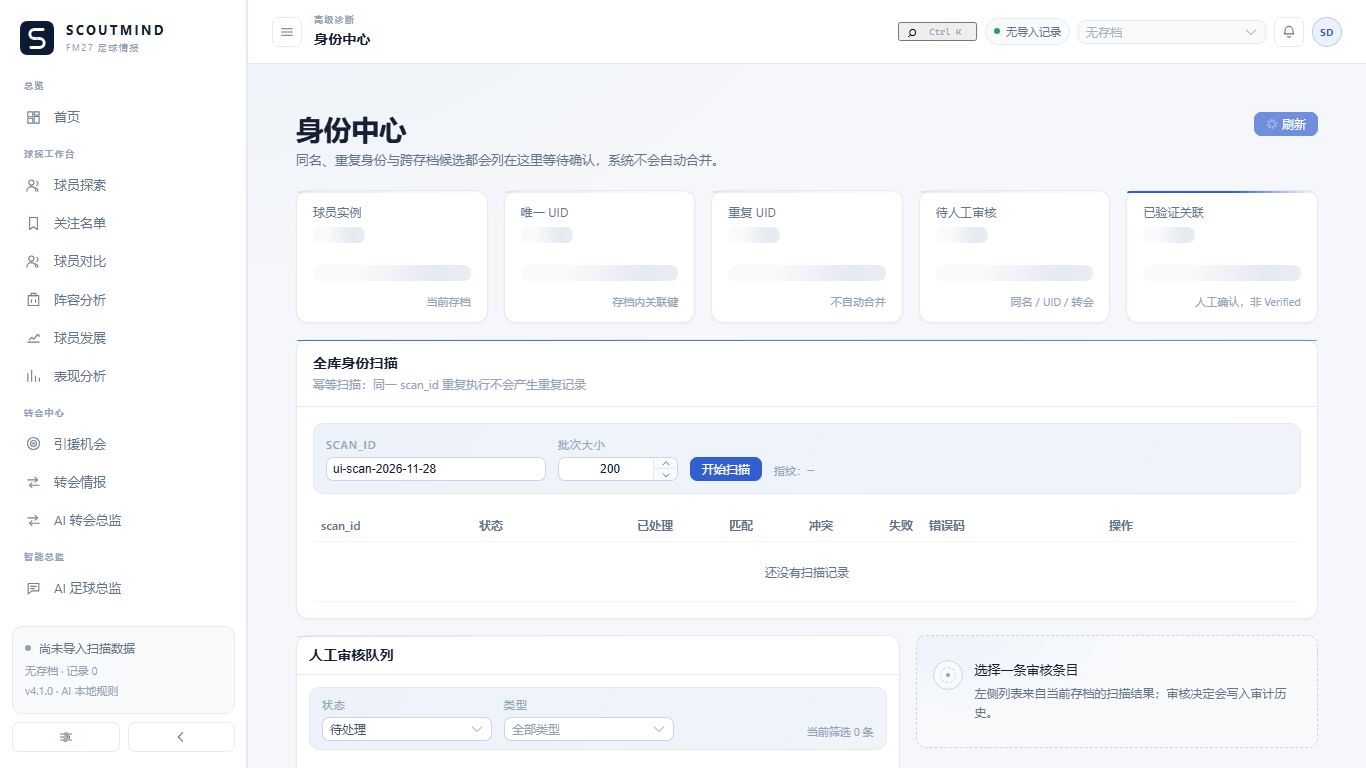 SCOUTMIND
FM27 足球情报
总览
首页
球探工作台
球员探索
关注名单
球员对比
阵容分析
球员发展
表现分析
转会中心
引援机会
转会情报
AI 转会总监
智能总监
AI 足球总监
尚未导入扫描数据
无存档 · 记录 0
v4.1.0 · AI 本地规则
高级诊断
身份中心
Ctrl K
无导入记录
无存档
SD
身份中心
同名、重复身份与跨存档候选都会列在这里等待确认，系统不会自动合并。
刷新
球员实例
当前存档
唯一 UID
存档内关联键
重复 UID
不自动合并
待人工审核
同名 / UID / 转会
已验证关联
人工确认，非 Verified
全库身份扫描
幂等扫描：同一 scan_id 重复执行不会产生重复记录
SCAN_ID
批次大小
ui-scan-2026-11-28
200
开始扫描
指纹：—
scan_id 状态 已处理 匹配 冲突 失败 错误码 操作
还没有扫描记录
人工审核队列
状态
类型
待处理
全部类型
当前筛选 0 条
选择一条审核条目
左侧列表来自当前存档的扫描结果；审核决定会写入审计历
史。